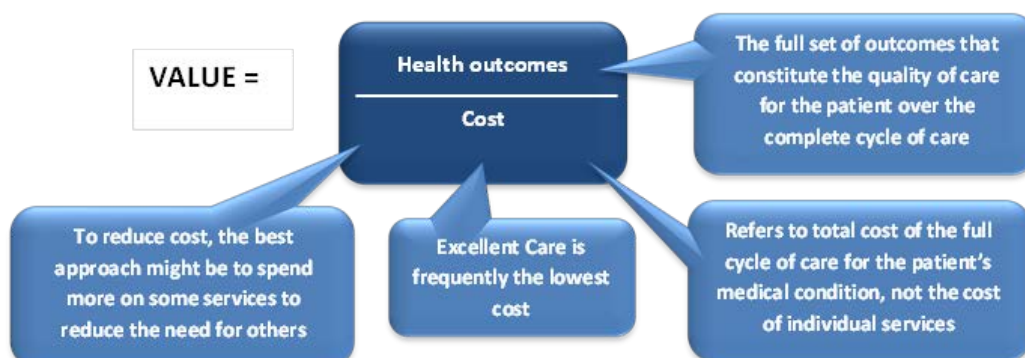 VALUE =
Health outcomes
Cost
The full set of outcomes that
constitute the quality of care
for the patient over the
complete cycle of care
To reduce cost, the best
approach might be to spend
more on some services to
reduce the need for others
Excellent Care is
frequently the lowest
cost
Refers to total cost of the full
cycle of care for the patient's
medical condition, not the cost
of individual services